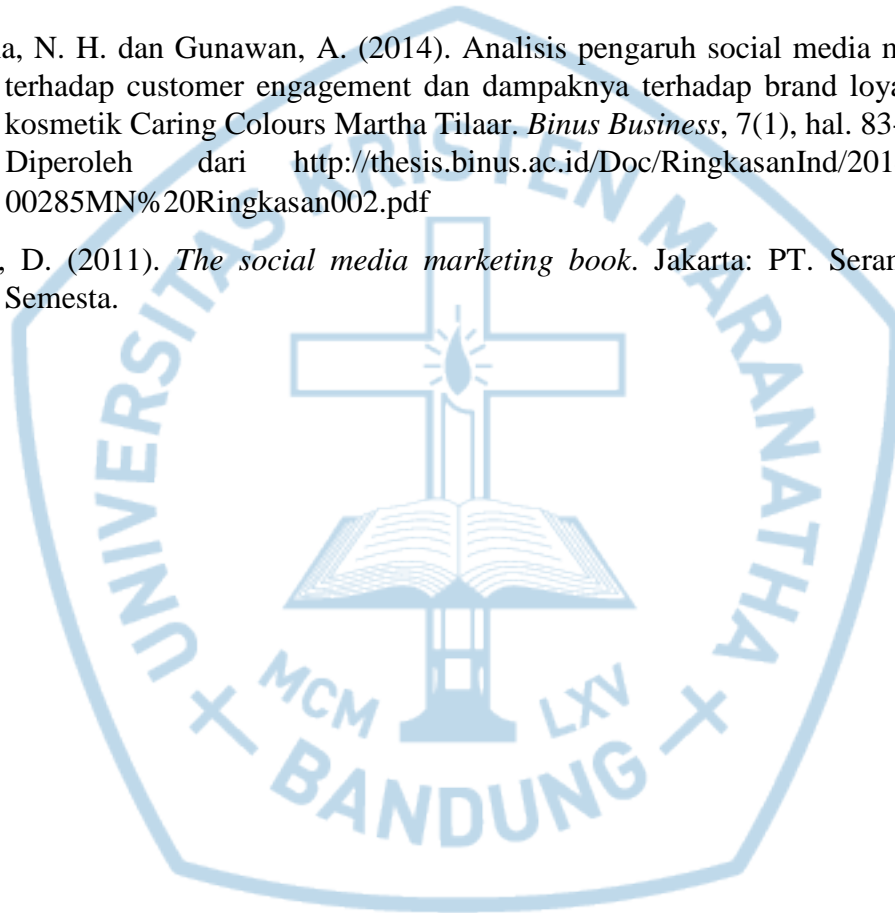 a, N. H. dan Gunawan, A. (2014). Analisis pengaruh social media m
terhadap customer engagement dan dampaknya terhadap brand loya
kosmetik Caring Colours Martha Tilaar. Binus Business, 7(1), hal. 83-
Diperoleh dari http://thesis.binus.ac.id/Doc/RingkasanInd/201
00285MN%20Ringkasan002.pdf
, D. (2011). The social media marketing book. Jakarta: PT. Seran
Semesta.
UNIVERSITAS KRISTEN MARANATHA
MCM LXV
BANDUNG